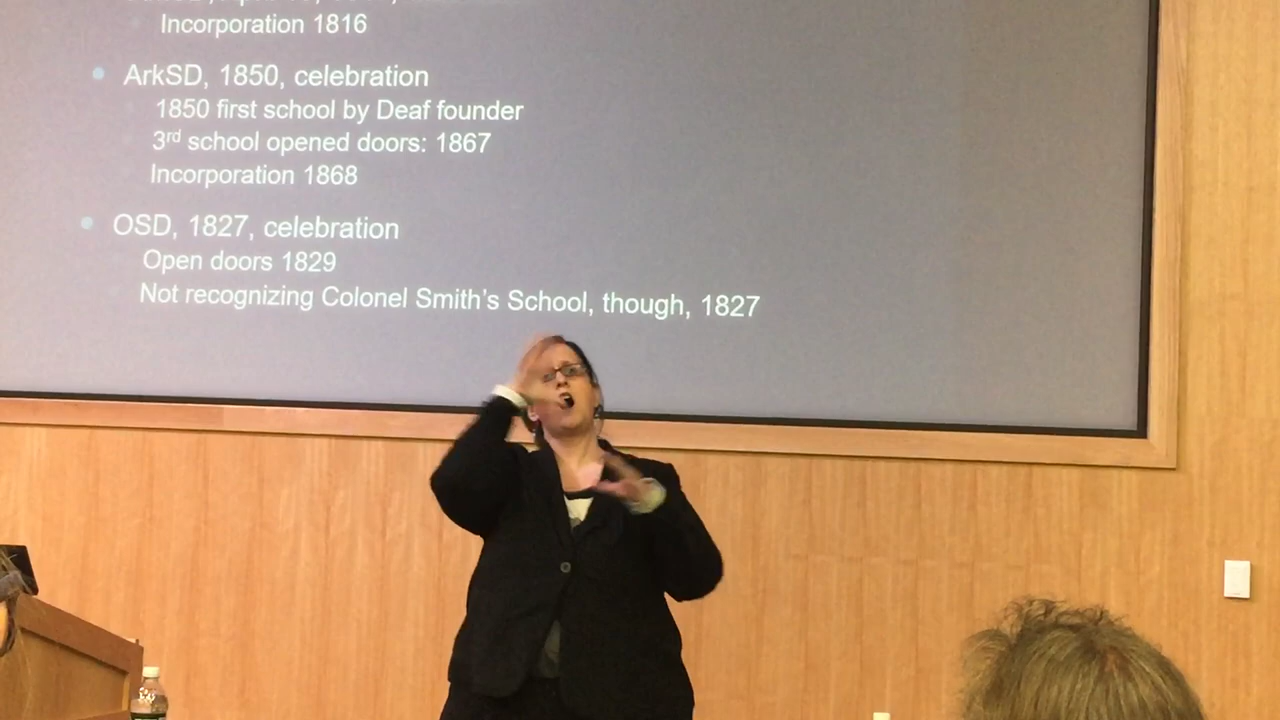 Incorporation 1816
ArkSD, 1850, celebration
1850 first school by Deaf founder
3rd school opened doors: 1867
Incorporation 1868
OSD, 1827, celebration
Open doors 1829
Not recognizing Colonel Smith's School, though, 1827